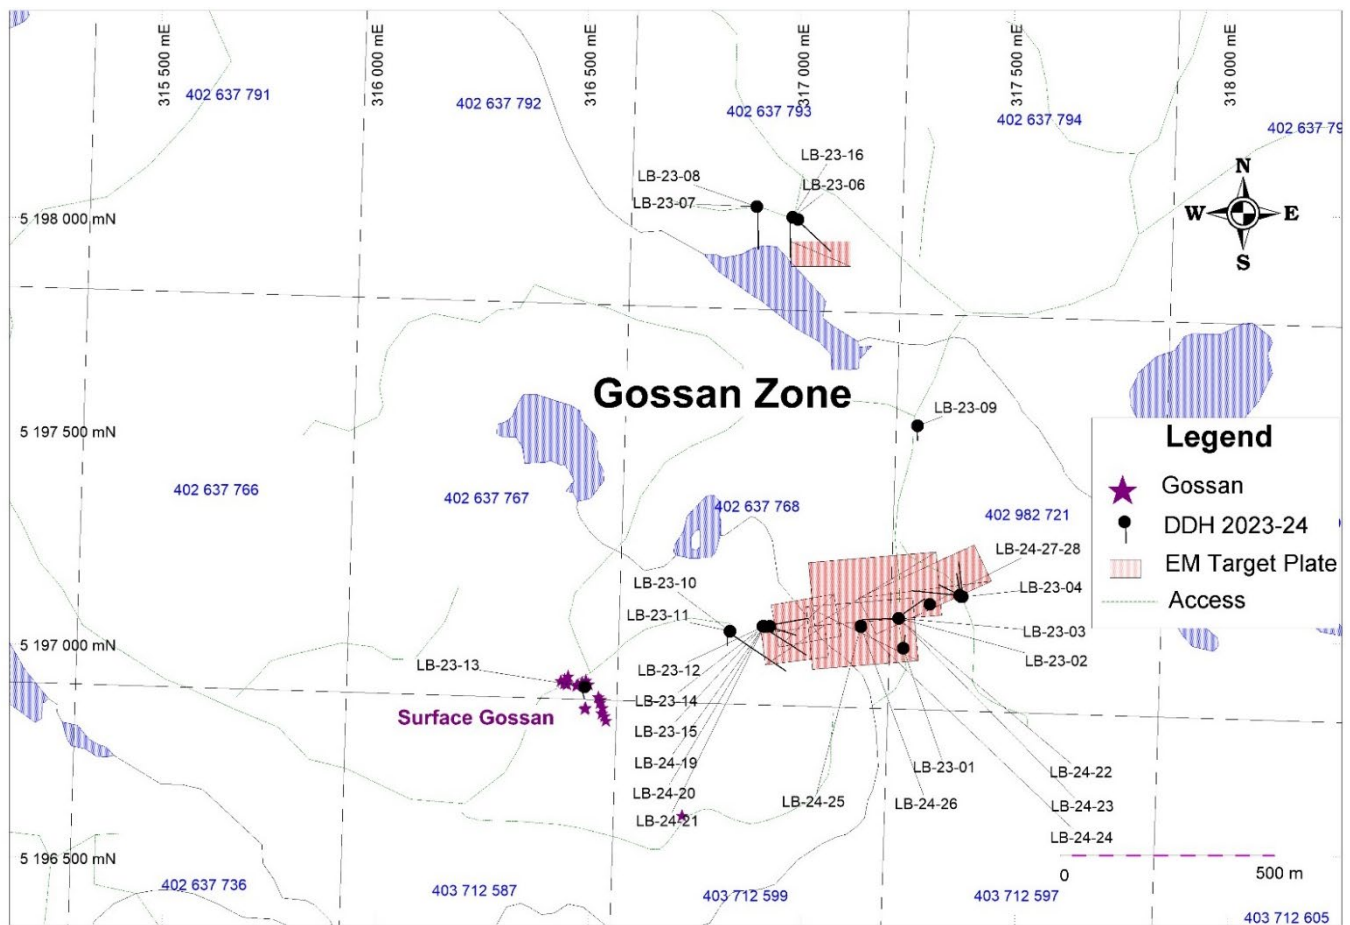 315 500 mE
316 000 mE
316 500 mE
317 000 mE
317 500 mE
318 000 mE
402 637 791
402 637 792
402 637 793
402 637 794
402 637 79
LB-23-16
LB-23-08
LB-23-06
LB-23-07
N
W E
S
5 198 000 mN
Gossan Zone
LB-23-09
5 197 500 mN
Legend
Gossan
DDH 2023-24
EM Target Plate
Access
402 637 766
402 637 767
402 637 768
402 982 721
LB-24-27-28
LB-23-10
LB-23-04
LB-23-11
LB-23-03
5 197 000 mN
LB-23-02
LB-23-13
LB-23-12
LB-23-14
Surface Gossan
LB-23-15
LB-24-19
LB-23-01
LB-24-22
LB-24-20
LB-24-25
LB-24-26
LB-24-23
LB-24-21
LB-24-24
5 196 500 mN
0 500 m
402 637 736
403 712 587
403 712 599
403 712 597
403 712 605